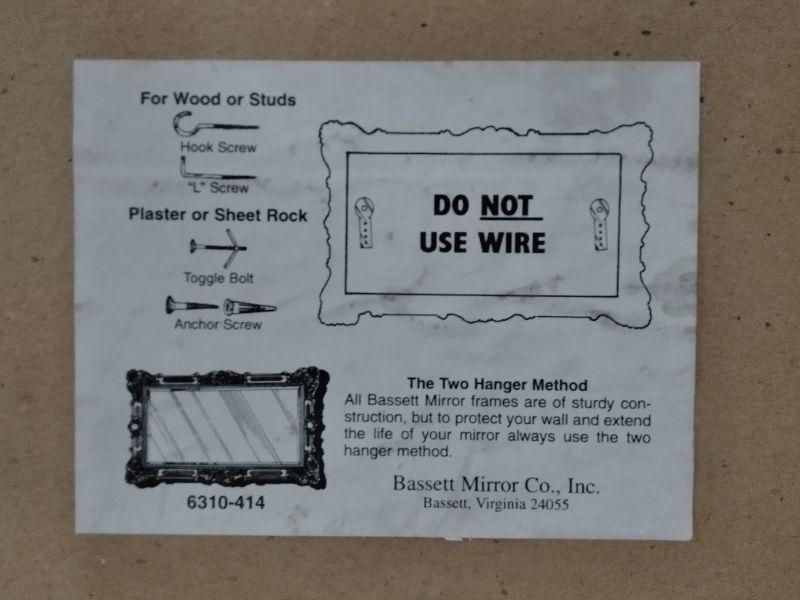 For Wood or Studs
Hook Screw
"L" Screw
Plaster or Sheet Rock
Toggle Bolt
Anchor Screw
DO NOT
USE WIRE
6310-414
The Two Hanger Method
All Bassett Mirror frames are of sturdy con-
struction, but to protect your wall and extend
the life of your mirror always use the two
hanger method.
Bassett Mirror Co., Inc.
Bassett, Virginia 24055